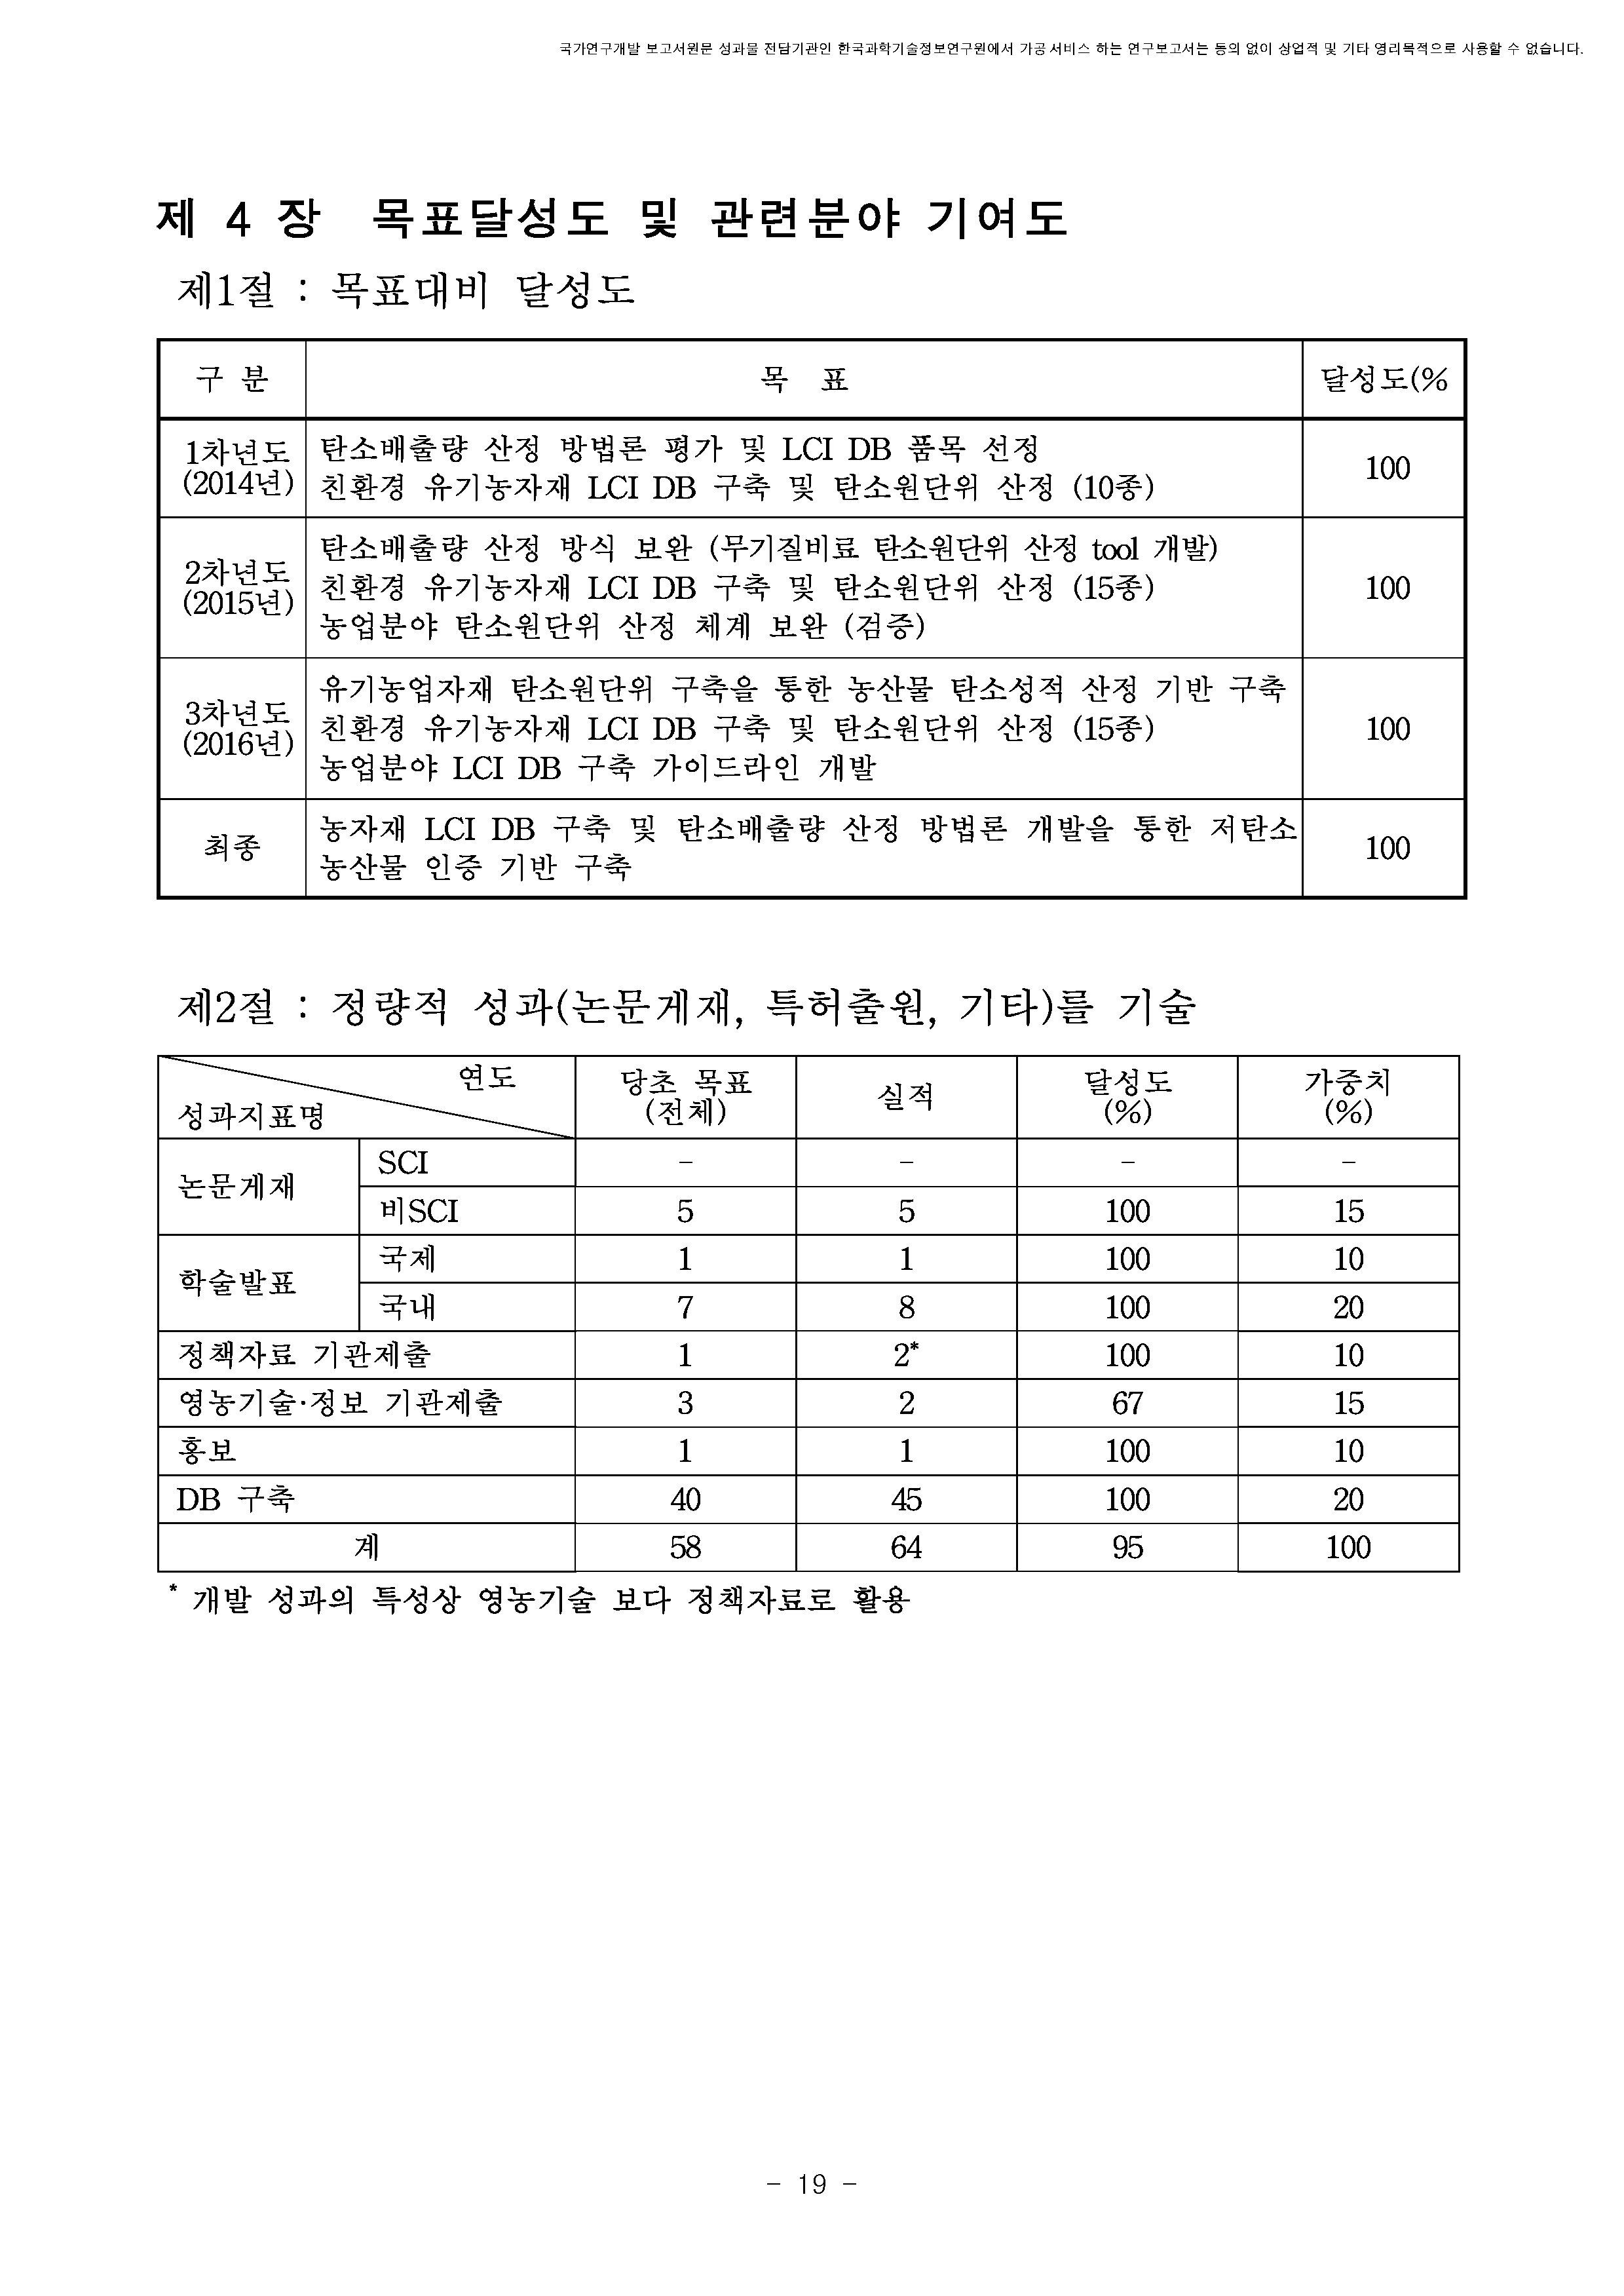 국가연구개발 보고서원문 성과물 전담기관인 한국과학기술정보연구원에서 가공·서비스 하는 연구보고서는 동의 없이 상업적 및 기타 영리목적으로 사용할 수 없습니다.
제 4 장 목표달성도 및 관련분야 기여도
제1절 : 목표대비 달성도
구 분 목 표 달성도(%
1차년도 (2014년) 탄소배출량 산정 방법론 평가 및 LCI DB 품목 선정
친환경 유기농자재 LCI DB 구축 및 탄소원단위 산정 (10종) 100
2차년도 (2015년) 탄소배출량 산정 방식 보완 (무기질비료 탄소원단위 산정 tool 개발)
친환경 유기농자재 LCI DB 구축 및 탄소원단위 산정 (15종) 100
농업분야 탄소원단위 산정 체계 보완 (검증)
3차년도 (2016년) 유기농업자재 탄소원단위 구축을 통한 농산물 탄소성적 산정 기반 구축
친환경 유기농자재 LCI DB 구축 및 탄소원단위 산정 (15종) 100
농업분야 LCI DB 구축 가이드라인 개발
최종 농자재 LCI DB 구축 및 탄소배출량 산정 방법론 개발을 통한 저탄소
농산물 인증 기반 구축 100
제2절 : 정량적 성과(논문게재, 특허출원, 기타)를 기술
연도 당초 목표 실적 달성도 가중치
성과지표명 (전체) (%) (%)
논문게재 SCI - - - -
비SCI 5 5 100 15
학술발표 국제 1 1 100 10
국내 7 8 100 20
정책자료 기관제출 1 2* 100 10
영농기술·정보 기관제출 3 2 67 15
홍보 1 1 100 10
DB 구축 40 45 100 20
계 58 64 95 100
* 개발 성과의 특성상 영농기술 보다 정책자료로 활용
- 19 -